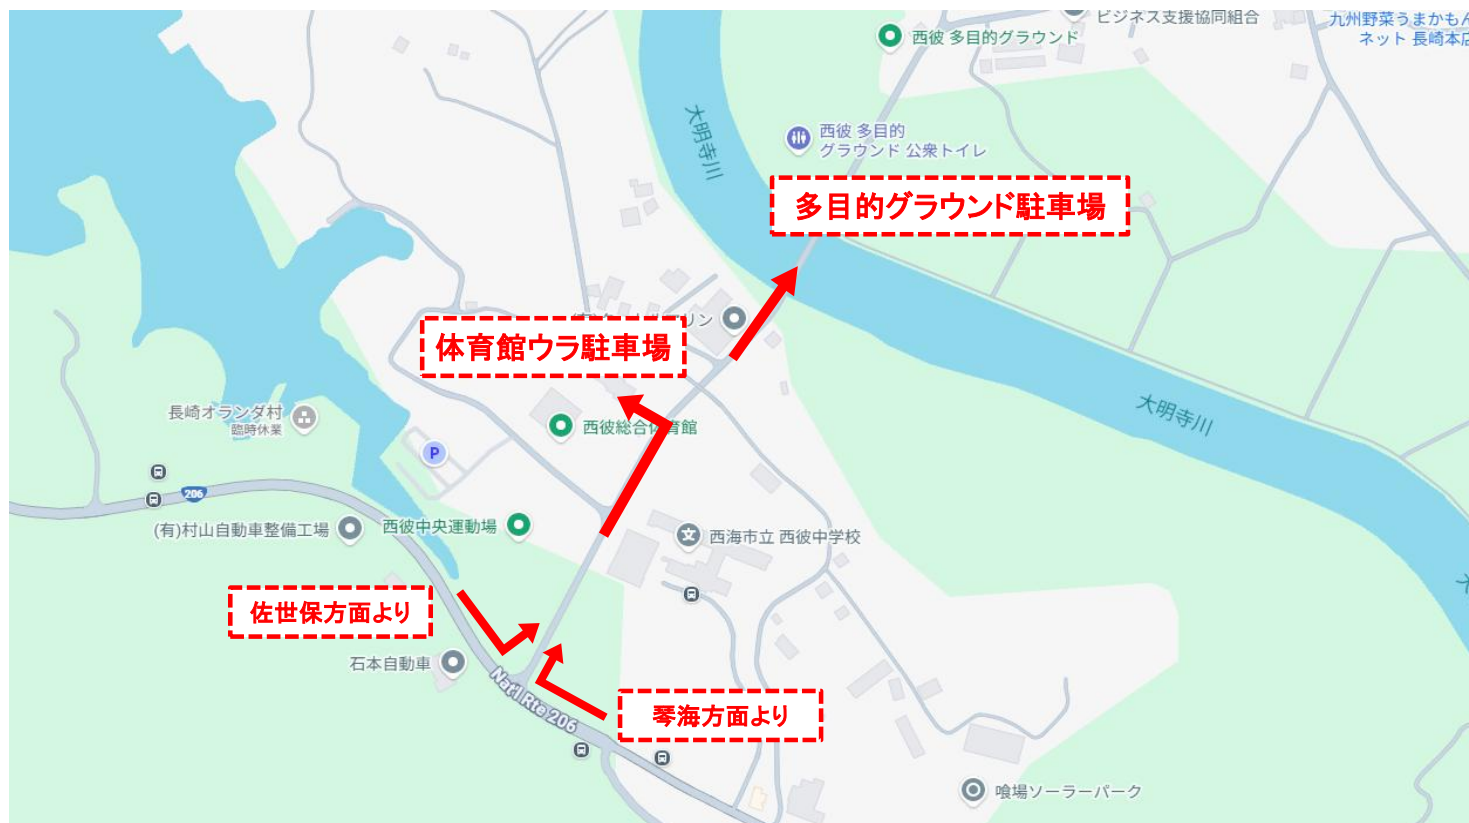 ビジネス支援協同組合
九州野菜うまかもん
ネット 長崎本店
西彼 多目的グラウンド
大明寺川
西彼 多目的
グラウンド 公衆トイレ
多目的グラウンド駐車場
リン
体育館ウラ駐車場
長崎オランダ村
臨時休業
西彼総合体育館
大明寺川
P
206
(有)村山自動車整備工場
西彼中央運動場
文
西海市立 西彼中学校
佐世保方面より
石本自動車
Nat'l Rte 206
琴海方面より
喰場ソーラーパーク